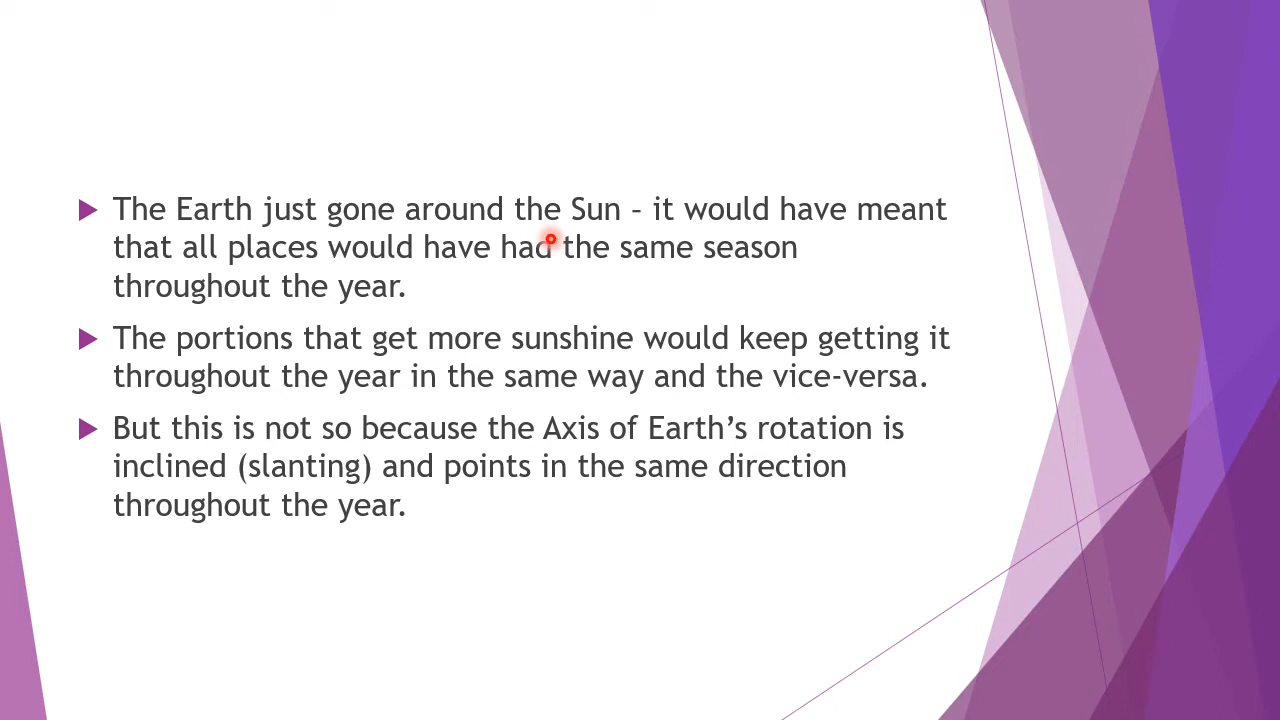 The Earth just gone around the Sun – it would have meant
that all places would have had the same season
throughout the year.
The portions that get more sunshine would keep getting it
throughout the year in the same way and the vice-versa.
But this is not so because the Axis of Earth’s rotation is
inclined (slanting) and points in the same direction
throughout the year.